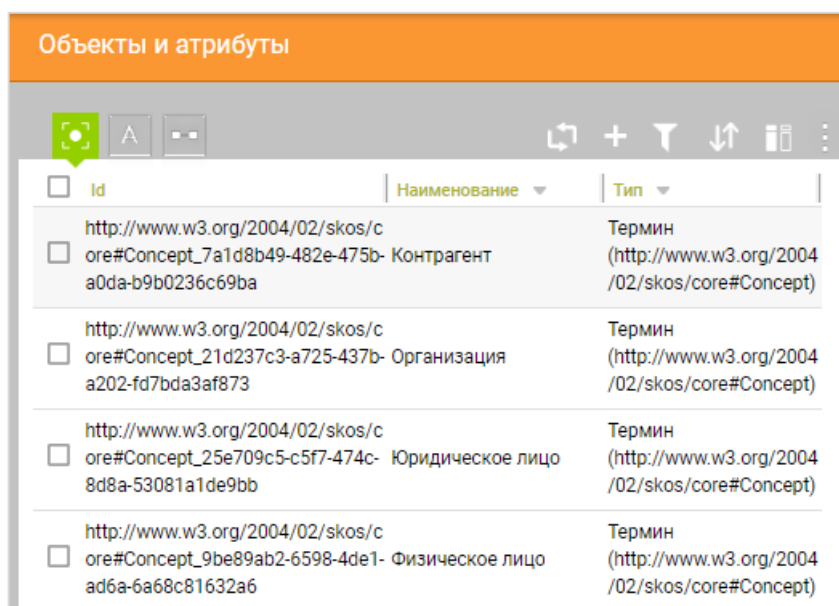 Объекты и атрибуты
A
Id Наименование Тип
http://www.w3.org/2004/02/skos/c
ore#Concept_7a1d8b49-482e-475b-
a0da-b9b0236c69ba
Контрагент
Термин
(http://www.w3.org/2004
/02/skos/core#Concept)
http://www.w3.org/2004/02/skos/c
ore#Concept_21d237c3-a725-437b-
a202-fd7bda3af873
Организация
Термин
(http://www.w3.org/2004
/02/skos/core#Concept)
http://www.w3.org/2004/02/skos/c
ore#Concept_25e709c5-c5f7-474c-
8d8a-53081a1de9bb
Юридическое лицо
Термин
(http://www.w3.org/2004
/02/skos/core#Concept)
http://www.w3.org/2004/02/skos/c
ore#Concept_9be89ab2-6598-4de1-
ad6a-6a68c81632a6
Физическое лицо
Термин
(http://www.w3.org/2004
/02/skos/core#Concept)